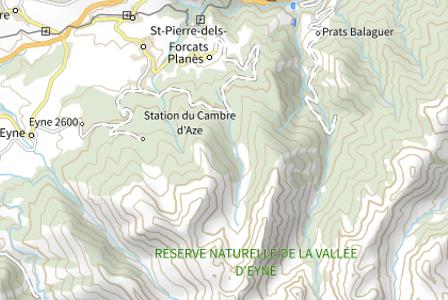 re
St-Pierre-dels-
Forcats
Planès
Prats Balaguer
Eyne 2600
Eyne
Station du Cambre
d'Aze
RESERVE NATURELLE DE LA VALLEE
D'EYNE